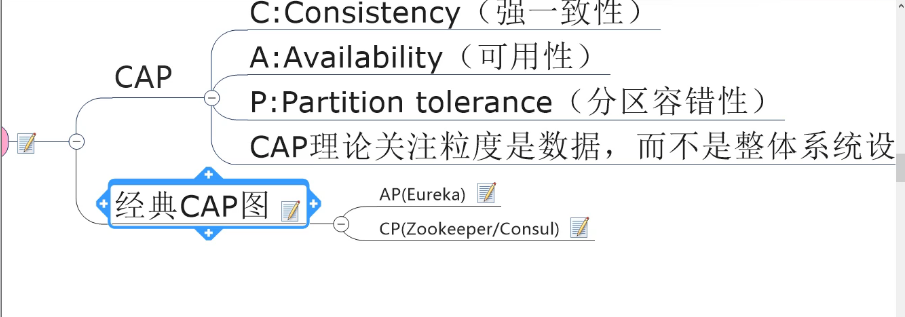 C:Consistency（强一致性）
A:Availability（可用性）
CAP
P:Partition tolerance（分区容错性）
CAP理论关注粒度是数据，而不是整体系统设
经典CAP图
AP(Eureka)
CP(Zookeeper/Consul)